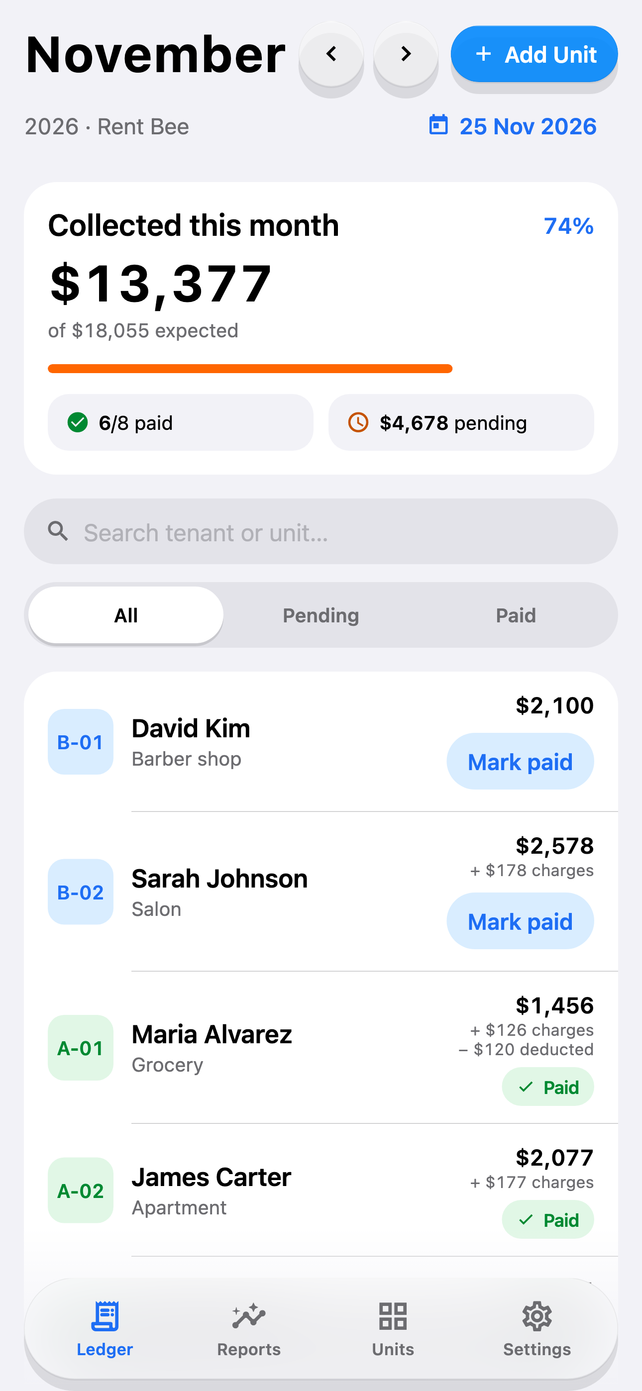 November
+ Add Unit
2026 · Rent Bee
25 Nov 2026
Collected this month
74%
$13,377
of $18,055 expected
6/8 paid
$4,678 pending
Search tenant or unit...
All
Pending
Paid
B-01
David Kim
Barber shop
$2,100
Mark paid
B-02
Sarah Johnson
Salon
$2,578
+ $178 charges
Mark paid
A-01
Maria Alvarez
Grocery
$1,456
+ $126 charges
– $120 deducted
Paid
A-02
James Carter
Apartment
$2,077
+ $177 charges
Paid
Ledger
Reports
Units
Settings